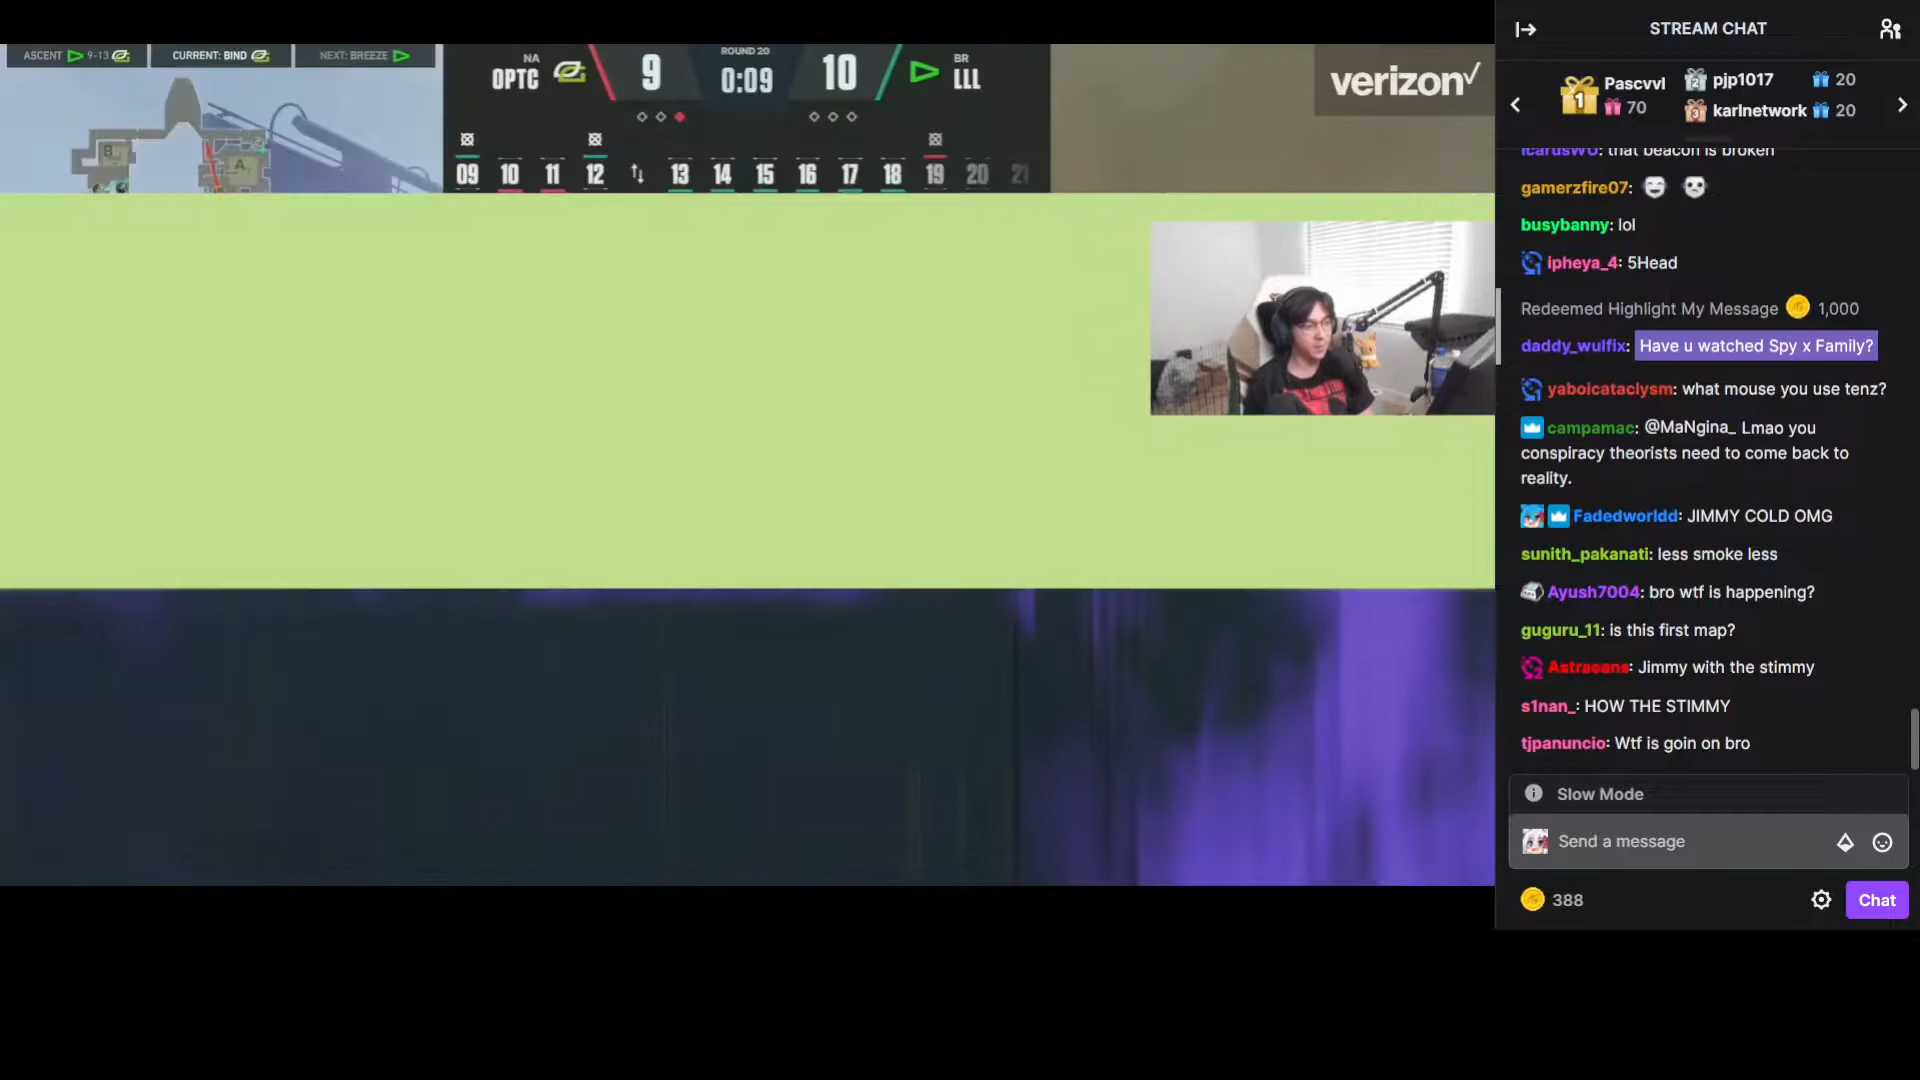 ASCENT 9-13
CURRENT: BIND
NEXT: BREEZE
NA
OPTC
9
ROUND 20
0:09
10
BR
LLL
verizon✓
09 10 11 12 13 14 15 16 17 18 19 20 21
B
A
STREAM CHAT
1 Pascvvl
70
2 pjp1017 20
3 karlnetwork 20
icardsWU: that beacon is broken
gamerzfire07:
busybanny: lol
ipheya_4: 5Head
Redeemed Highlight My Message 1,000
daddy_wulfix: Have u watched Spy x Family?
yaboicataclysm: what mouse you use tenz?
campamac: @MaNgina_ Lmao you
conspiracy theorists need to come back to
reality.
Fadedworldd: JIMMY COLD OMG
sunith_pakanati: less smoke less
Ayush7004: bro wtf is happening?
guguru_11: is this first map?
Astraeans: Jimmy with the stimmy
s1nan_: HOW THE STIMMY
tjpanuncio: Wtf is goin on bro
Slow Mode
Send a message
388
Chat